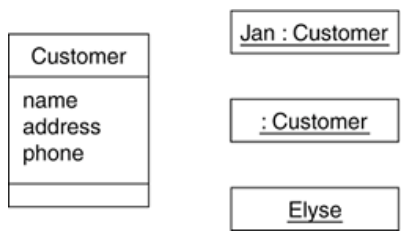 Customer
name
address
phone
Jan : Customer
: Customer
Elyse